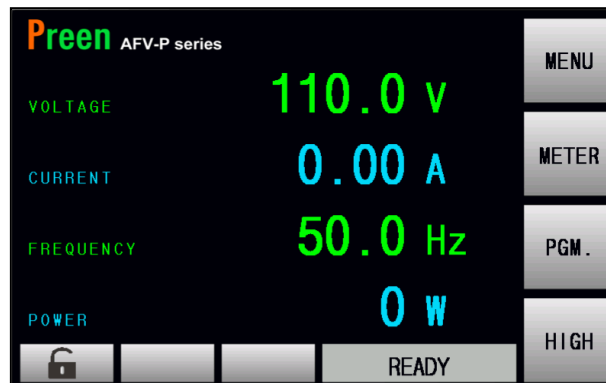 Preen AFV-P series
MENU
VOLTAGE 110.0 V
CURRENT 0.00 A
METER
FREQUENCY 50.0 Hz
PGM.
POWER 0 W
HIGH
READY